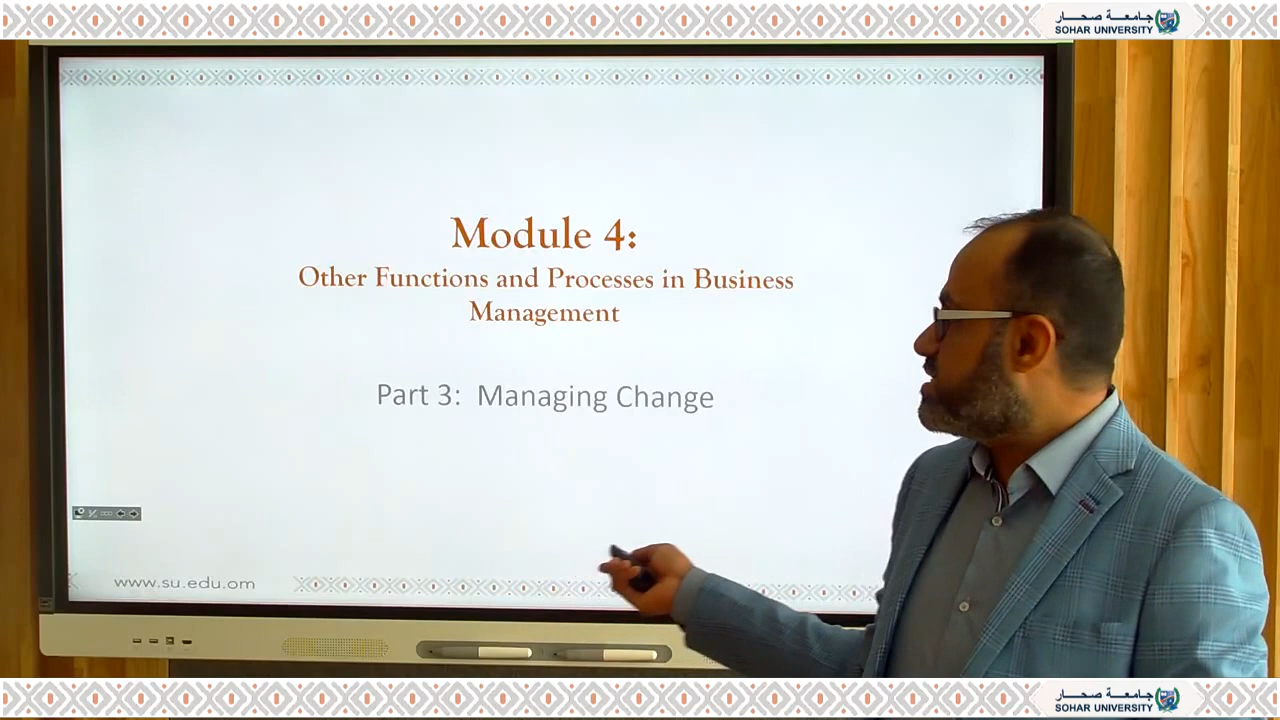 جامعة صحار
SOHAR UNIVERSITY
Module 4:
Other Functions and Processes in Business
Management
Part 3: Managing Change
www.su.edu.om
جامعة صحار
SOHAR UNIVERSITY